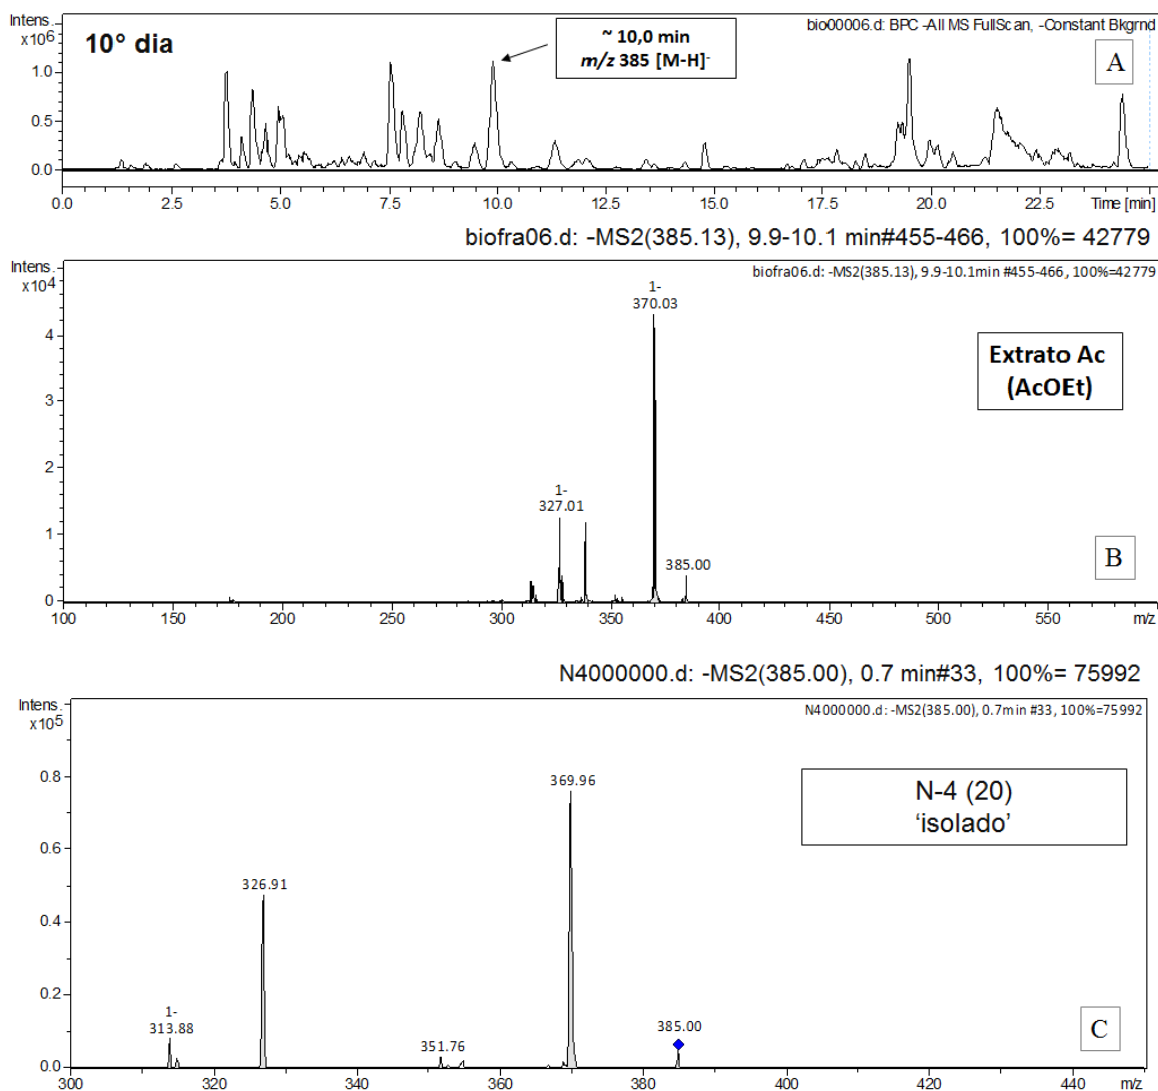 Intens.
x10⁶
bio00006.d: BPC -All MS FullScan, -Constant Bkgrnd
10° dia
~ 10,0 min
m/z 385 [M-H]⁻
A
1.0
0.5
0.0
0.0 2.5 5.0 7.5 10.0 12.5 15.0 17.5 20.0 22.5 Time [min]
biofra06.d: -MS2(385.13), 9.9-10.1 min#455-466, 100%= 42779
Intens.
x10⁴
biofra06.d: -MS2(385.13), 9.9-10.1min #455-466, 100%=42779
1-
370.03
Extrato Ac
(AcOEt)
1-
327.01
385.00
B
4
3
2
1
0
100 150 200 250 300 350 400 450 500 550 m/z
N4000000.d: -MS2(385.00), 0.7 min#33, 100%= 75992
Intens.
x10⁵
N4000000.d: -MS2(385.00), 0.7min #33, 100%=75992
369.96
N-4 (20)
‘isolado’
326.91
1-
313.88
351.76
385.00
C
0.8
0.6
0.4
0.2
0.0
300 320 340 360 380 400 420 440 m/z